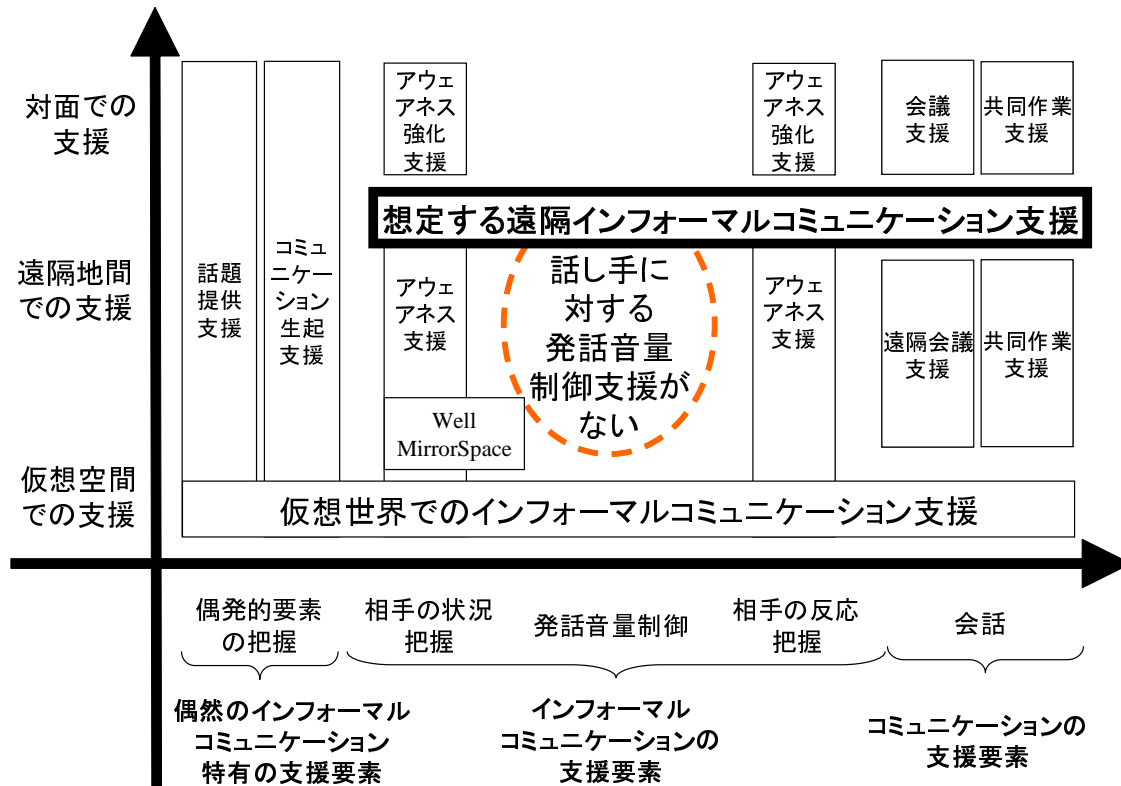 対面での
支援
遠隔地間
での支援
仮想空間
での支援
話題
提供
支援
コミュ
ニケー
ション
生起
支援
アウェ
アネス
強化
支援
アウェ
アネス
強化
支援
会議
支援
共同作業
支援
想定する遠隔インフォーマルコミュニケーション支援
アウェ
アネス
支援
話し手に
対する
発話音量
制御支援が
ない
アウェ
アネス
支援
遠隔会議
支援
共同作業
支援
Well
MirrorSpace
仮想世界でのインフォーマルコミュニケーション支援
偶発的要素
の把握
相手の状況
把握
発話音量制御
相手の反応
把握
会話
偶然のインフォーマル
コミュニケーション
特有の支援要素
インフォーマル
コミュニケーションの
支援要素
コミュニケーションの
支援要素